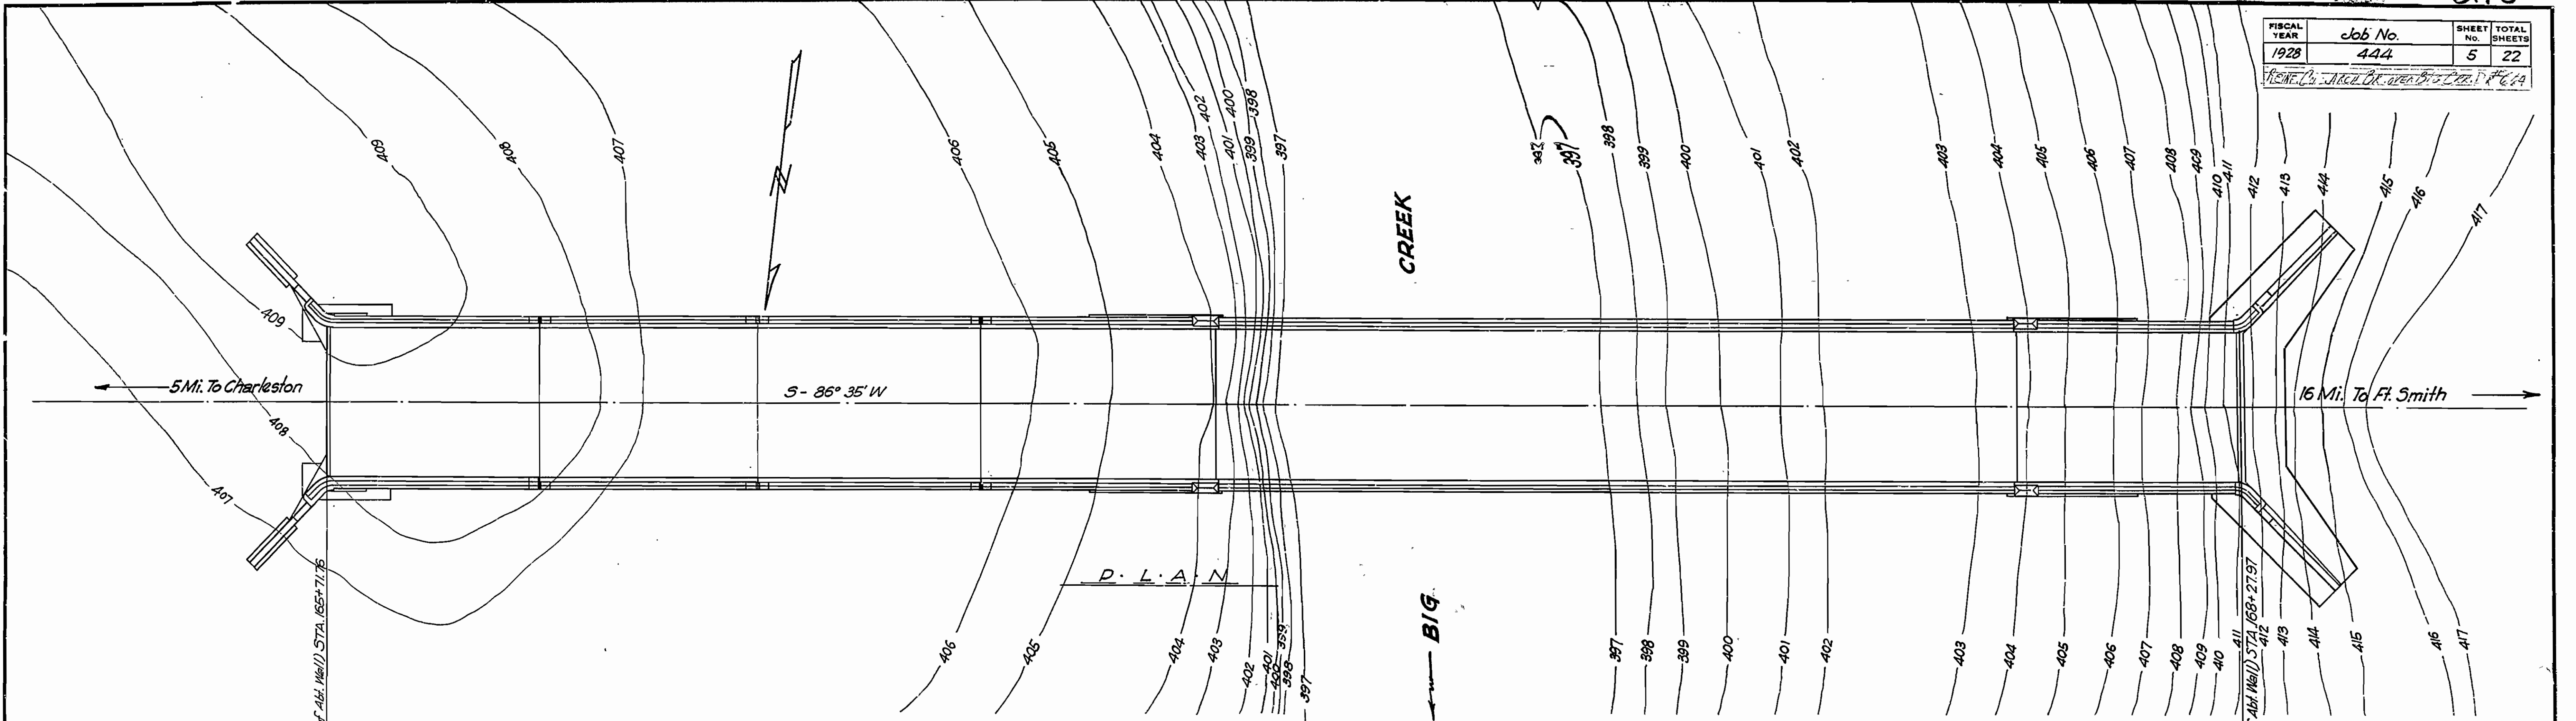 FISCAL YEAR Job No. SHEET No. TOTAL SHEETS
1928 444 5 22
409 408 407 406 405 404 403 402 401 400 399 398 397
397 397 398 399 400 401 402 403 404 405 406 407 408 409 410 411 412 413 414 415 416 417
N
CREEK
409
5 Mi. To Charleston
S - 86° 35' W
16 Mi. To Ft. Smith
408
407
P. L. A. N
BIG
Abt. Wall) STA. 165+71.76
Abt. Wall) STA. 168+27.97
406 405 404 403 402 401 400 399 398 397
397 398 399 400 401 402 403 404 405 406 407 408 409 410 411 412 413 414 415 416 417